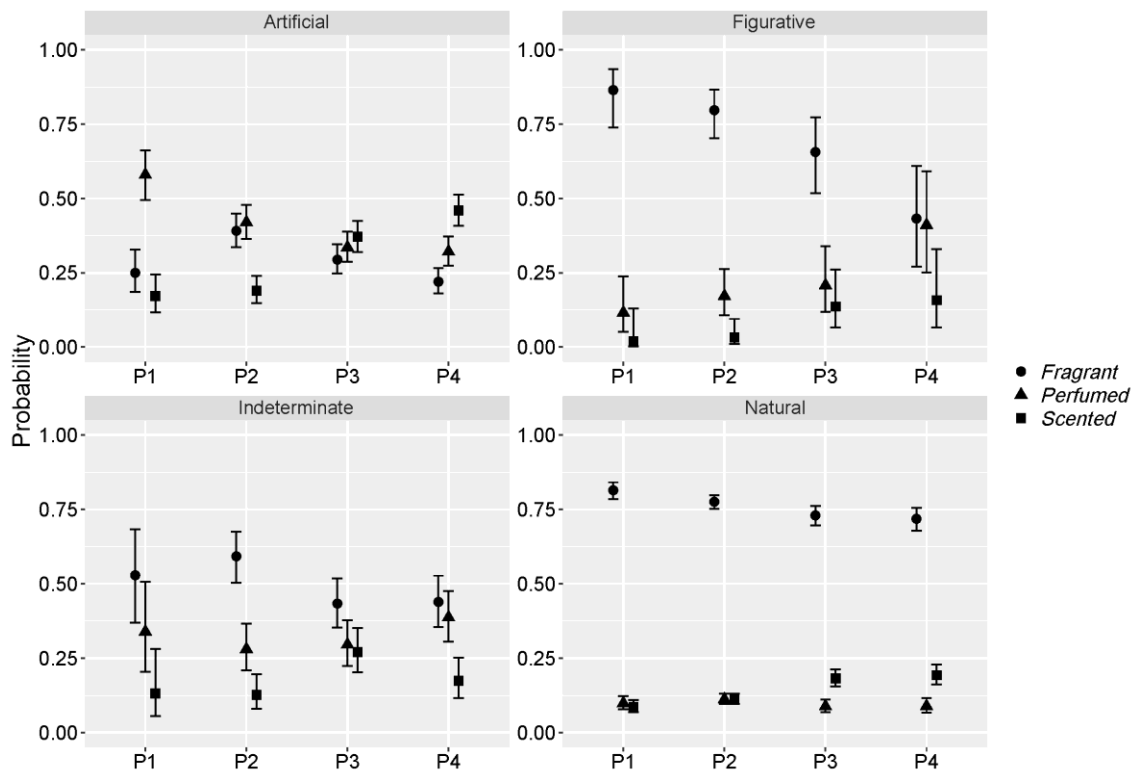 Artificial
Figurative
1.00
0.75
0.50
0.25
0.00
P1 P2 P3 P4
1.00
0.75
0.50
0.25
0.00
P1 P2 P3 P4
Probability
Indeterminate
Natural
1.00
0.75
0.50
0.25
0.00
P1 P2 P3 P4
1.00
0.75
0.50
0.25
0.00
P1 P2 P3 P4
Fragrant
Perfumed
Scented